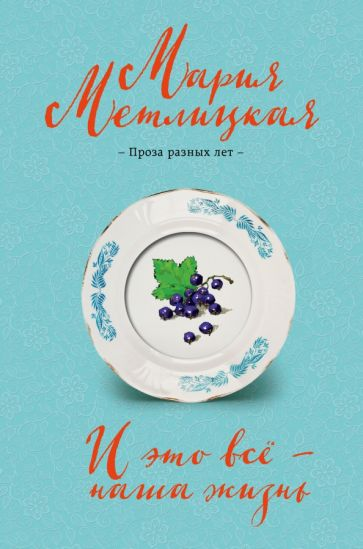 Мария
Метлицкая
– Проза разных лет –
И это всё –
наша жизнь